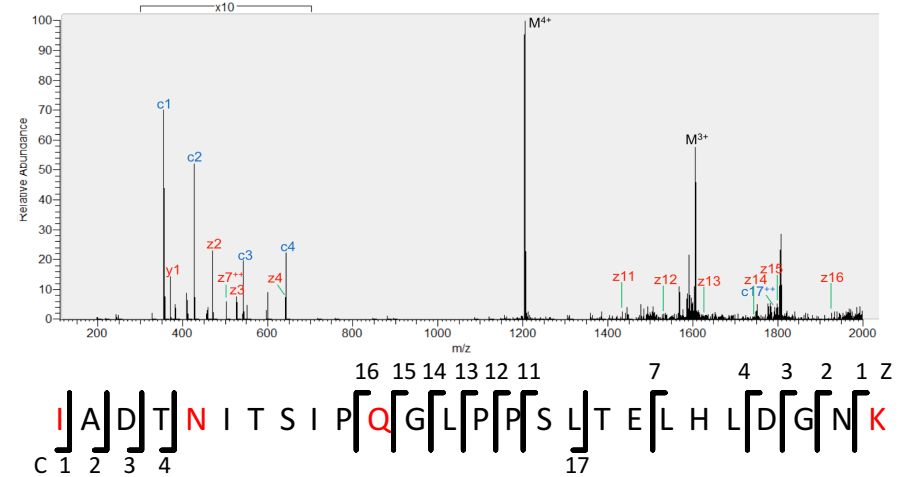 x10
100
90
80
70
60
50
40
30
20
10
0
Relative Abundance
c1
c2
y1
z2
z7++
z3
c3
z4
c4
M4+
M3+
z11
z12
z13
z14
z15
c17++
z16
200 400 600 800 1000 1200 1400 1600 1800 2000
m/z
16 15 14 13 12 11 7 4 3 2 1 Z
I A D T N I T S I P Q G L P P S L T E L H L D G N K
C 1 2 3 4 17